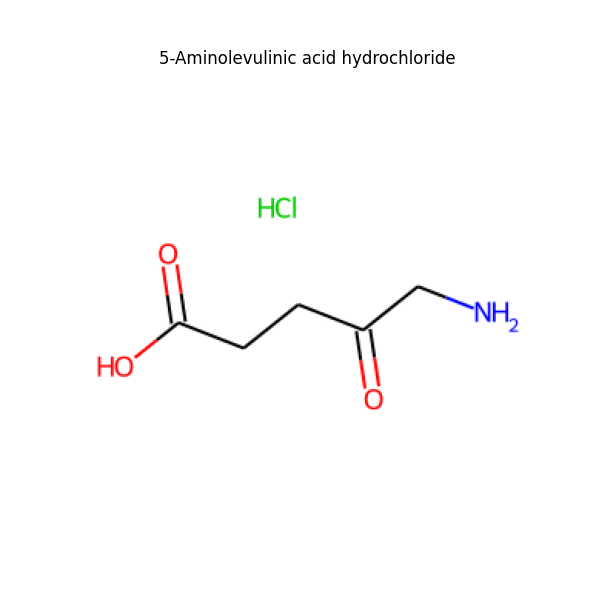 5-Aminolevulinic acid hydrochloride
HCl
O
HO
NH₂
O